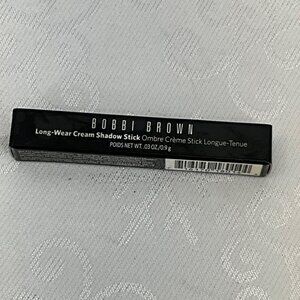 BOBBI BROWN
Long-Wear Cream Shadow Stick Ombre Crème Stick Longue-Tenue
POIDS NET WT. .03 OZ./0.9 g